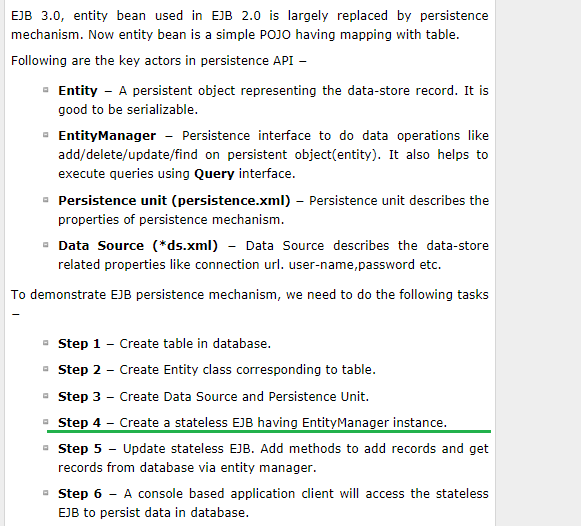 EJB 3.0, entity bean used in EJB 2.0 is largely replaced by persistence
mechanism. Now entity bean is a simple POJO having mapping with table.
Following are the key actors in persistence API −
Entity − A persistent object representing the data-store record. It is
good to be serializable.
EntityManager − Persistence interface to do data operations like
add/delete/update/find on persistent object(entity). It also helps to
execute queries using Query interface.
Persistence unit (persistence.xml) − Persistence unit describes the
properties of persistence mechanism.
Data Source (*ds.xml) − Data Source describes the data-store
related properties like connection url. user-name,password etc.
To demonstrate EJB persistence mechanism, we need to do the following tasks
−
Step 1 − Create table in database.
Step 2 − Create Entity class corresponding to table.
Step 3 − Create Data Source and Persistence Unit.
Step 4 − Create a stateless EJB having EntityManager instance.
Step 5 − Update stateless EJB. Add methods to add records and get
records from database via entity manager.
Step 6 − A console based application client will access the stateless
EJB to persist data in database.